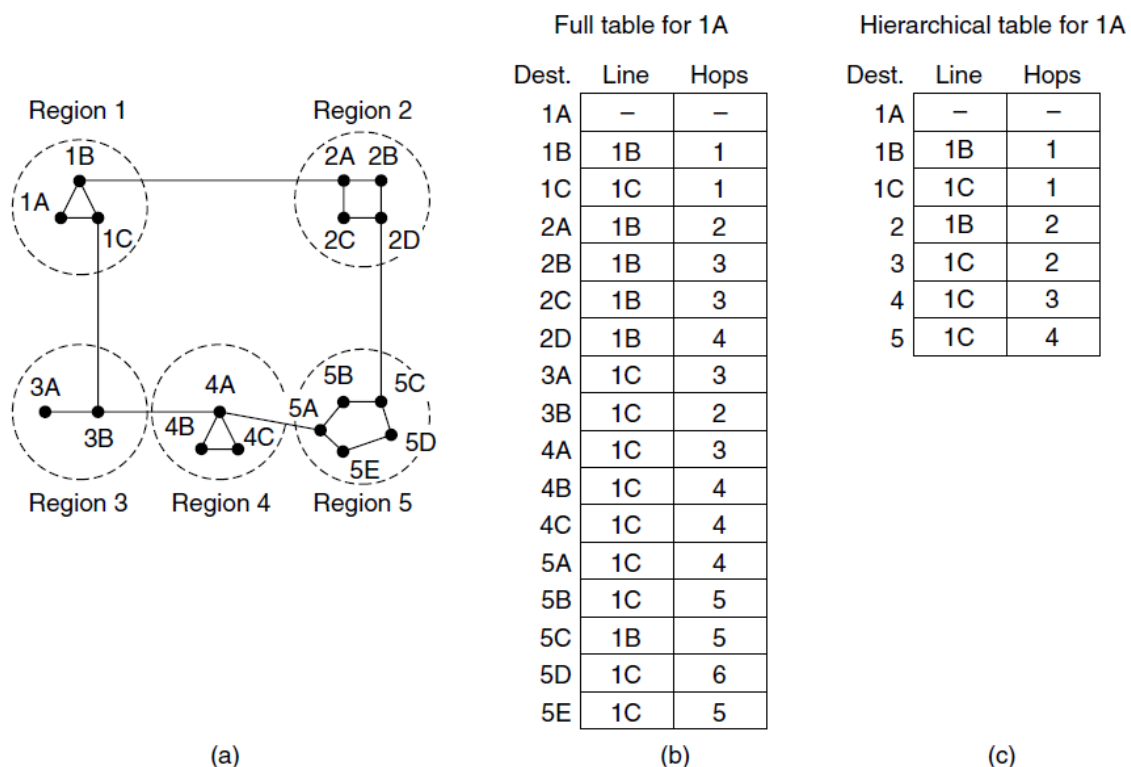 Full table for 1A
Dest. Line Hops
1A – –
1B 1B 1
1C 1C 1
2A 1B 2
2B 1B 3
2C 1B 3
2D 1B 4
3A 1C 3
3B 1C 2
4A 1C 3
4B 1C 4
4C 1C 4
5A 1C 4
5B 1C 5
5C 1B 5
5D 1C 6
5E 1C 5
Hierarchical table for 1A
Dest. Line Hops
1A – –
1B 1B 1
1C 1C 1
2 1B 2
3 1C 2
4 1C 3
5 1C 4
Region 1 Region 2
1B 2A 2B
1A
1C 2C 2D
3A 4A 5B 5C
5A
3B 4B 4C 5D
5E
Region 3 Region 4 Region 5
(a) (b) (c)